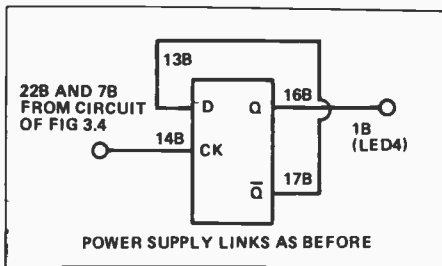 13B
22B AND 7B
FROM CIRCUIT
OF FIG 3.4
D
Q
16B
14B
CK
1B
(LED4)
Q̅
17B
POWER SUPPLY LINKS AS BEFORE